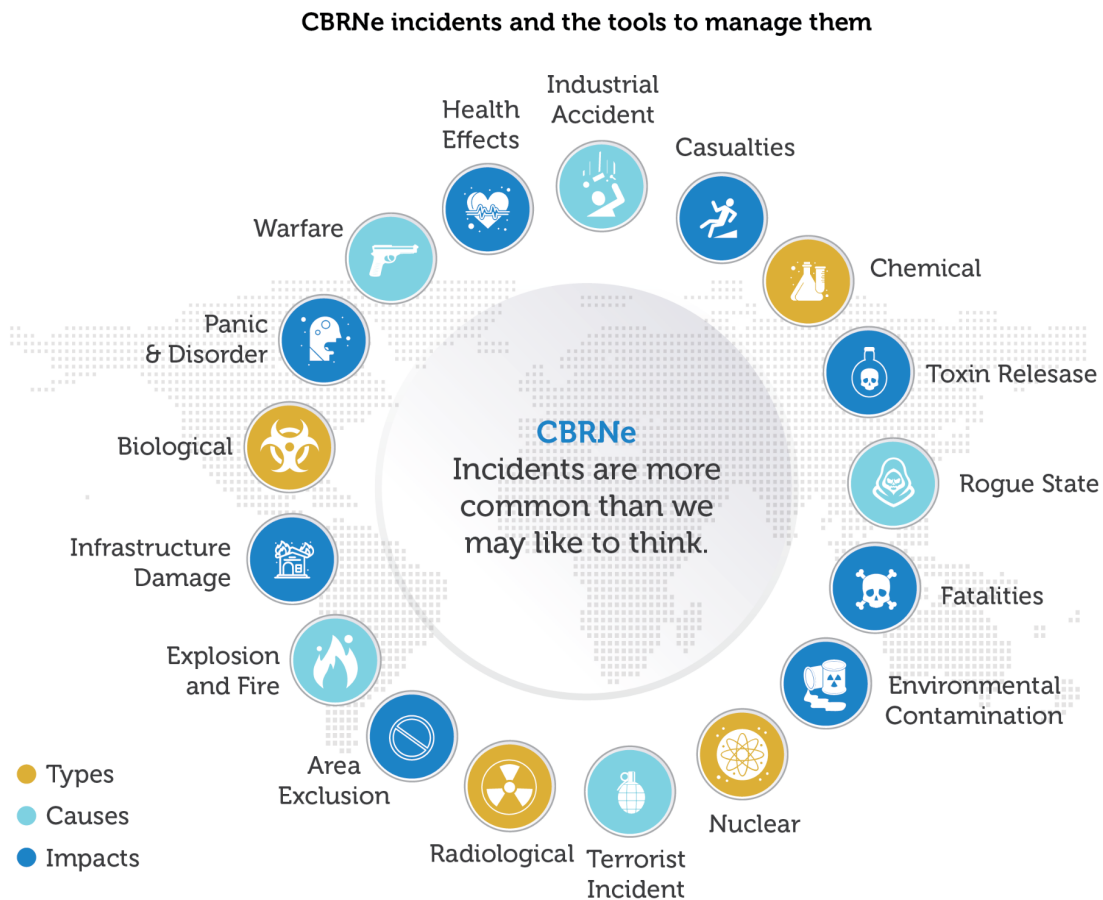 CBRNe incidents and the tools to manage them
Industrial
Accident
Health
Effects
Casualties
Warfare
Chemical
Panic
& Disorder
Toxin Relesase
Biological
CBRNe
Incidents are more
common than we
may like to think.
Rogue State
Infrastructure
Damage
Fatalities
Explosion
and Fire
Environmental
Contamination
Area
Exclusion
Nuclear
Radiological
Terrorist
Incident
Types
Causes
Impacts